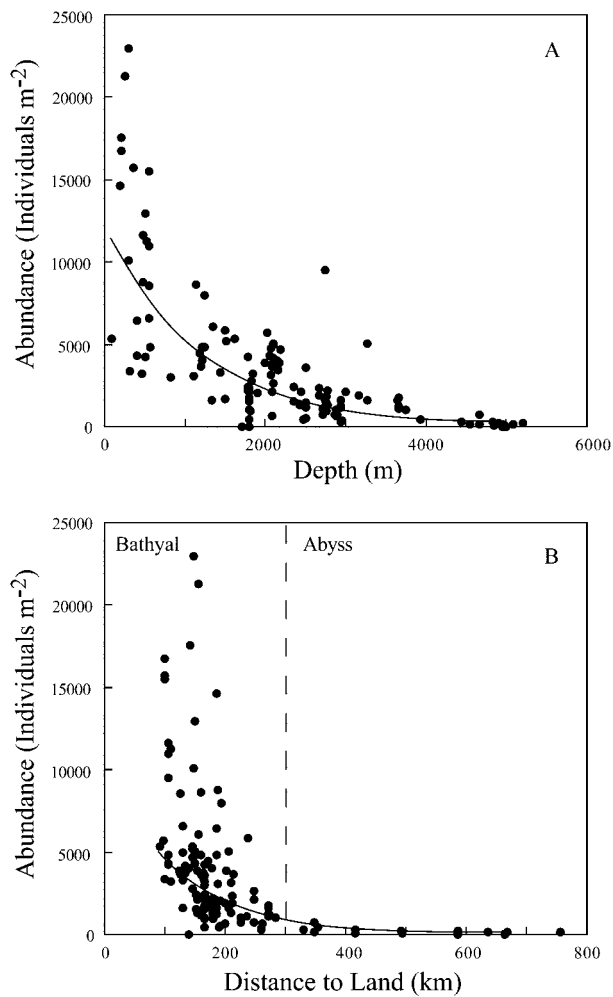 A
25000
20000
15000
10000
5000
0
Abundance (Individuals m-2)
0
2000
4000
6000
Depth (m)
Bathyal
Abyss
B
25000
20000
15000
10000
5000
0
Abundance (Individuals m-2)
0
200
400
600
800
Distance to Land (km)